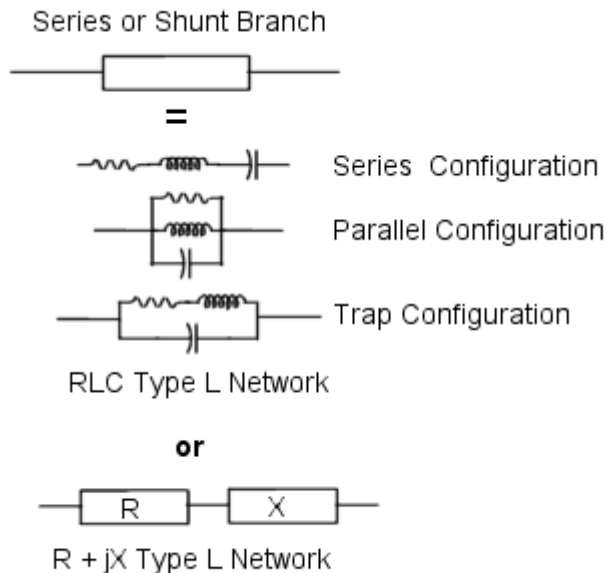 Series or Shunt Branch
=
Series Configuration
Parallel Configuration
Trap Configuration
RLC Type L Network
or
R X
R + jX Type L Network